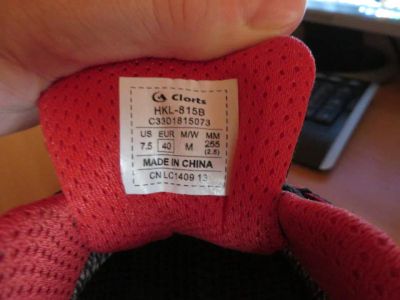 Clorts
HKL-815B
C3301815073
US EUR M/W MM
7.5 40 M 255
(2.5)
MADE IN CHINA
CN LC1409 13